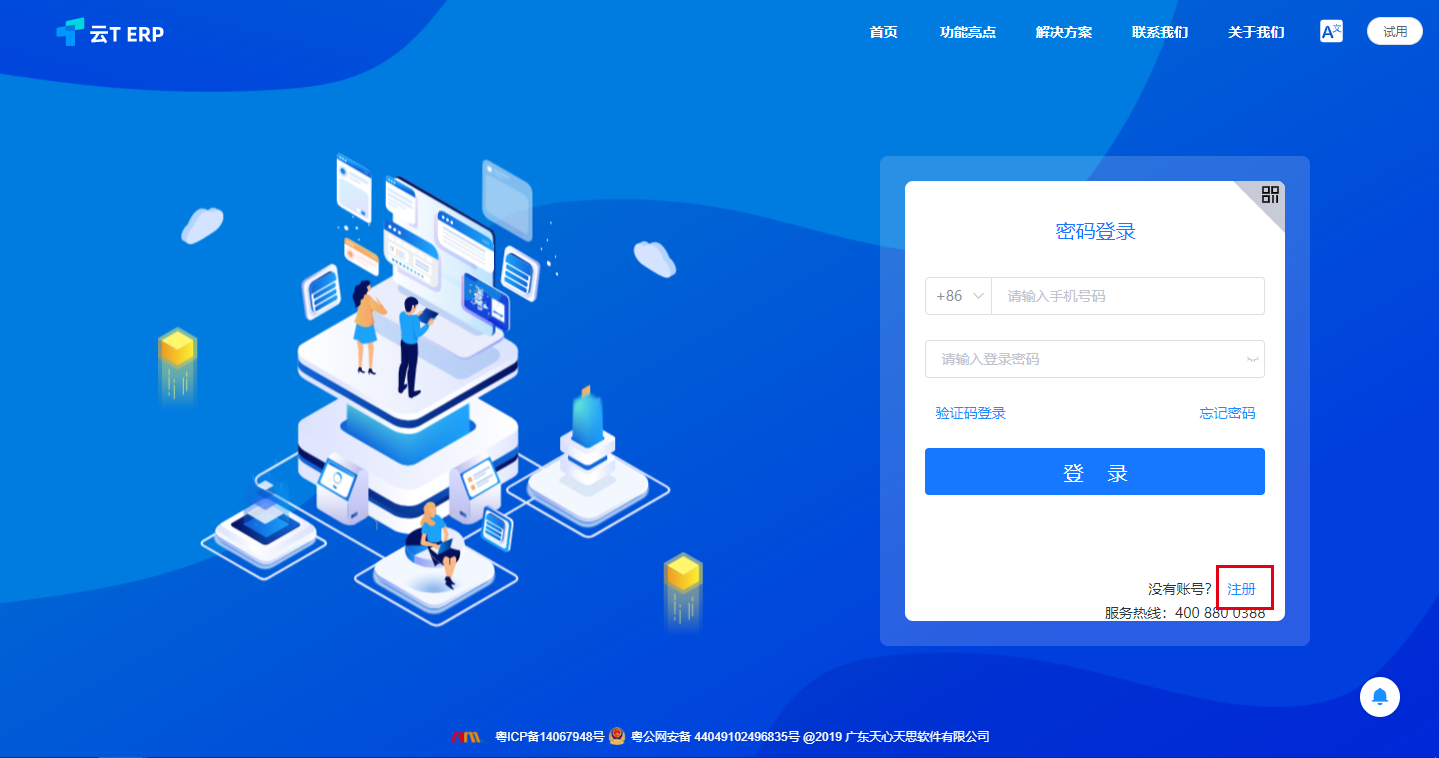 云T ERP
首页 功能亮点 解决方案 联系我们 关于我们 A文 试用
密码登录
+86 请输入手机号码
请输入登录密码
验证码登录 忘记密码
登 录
没有账号? 注册
服务热线：400 880 0388
粤ICP备14067948号 粤公网安备 44049102496835号 @2019 广东天心天思软件有限公司